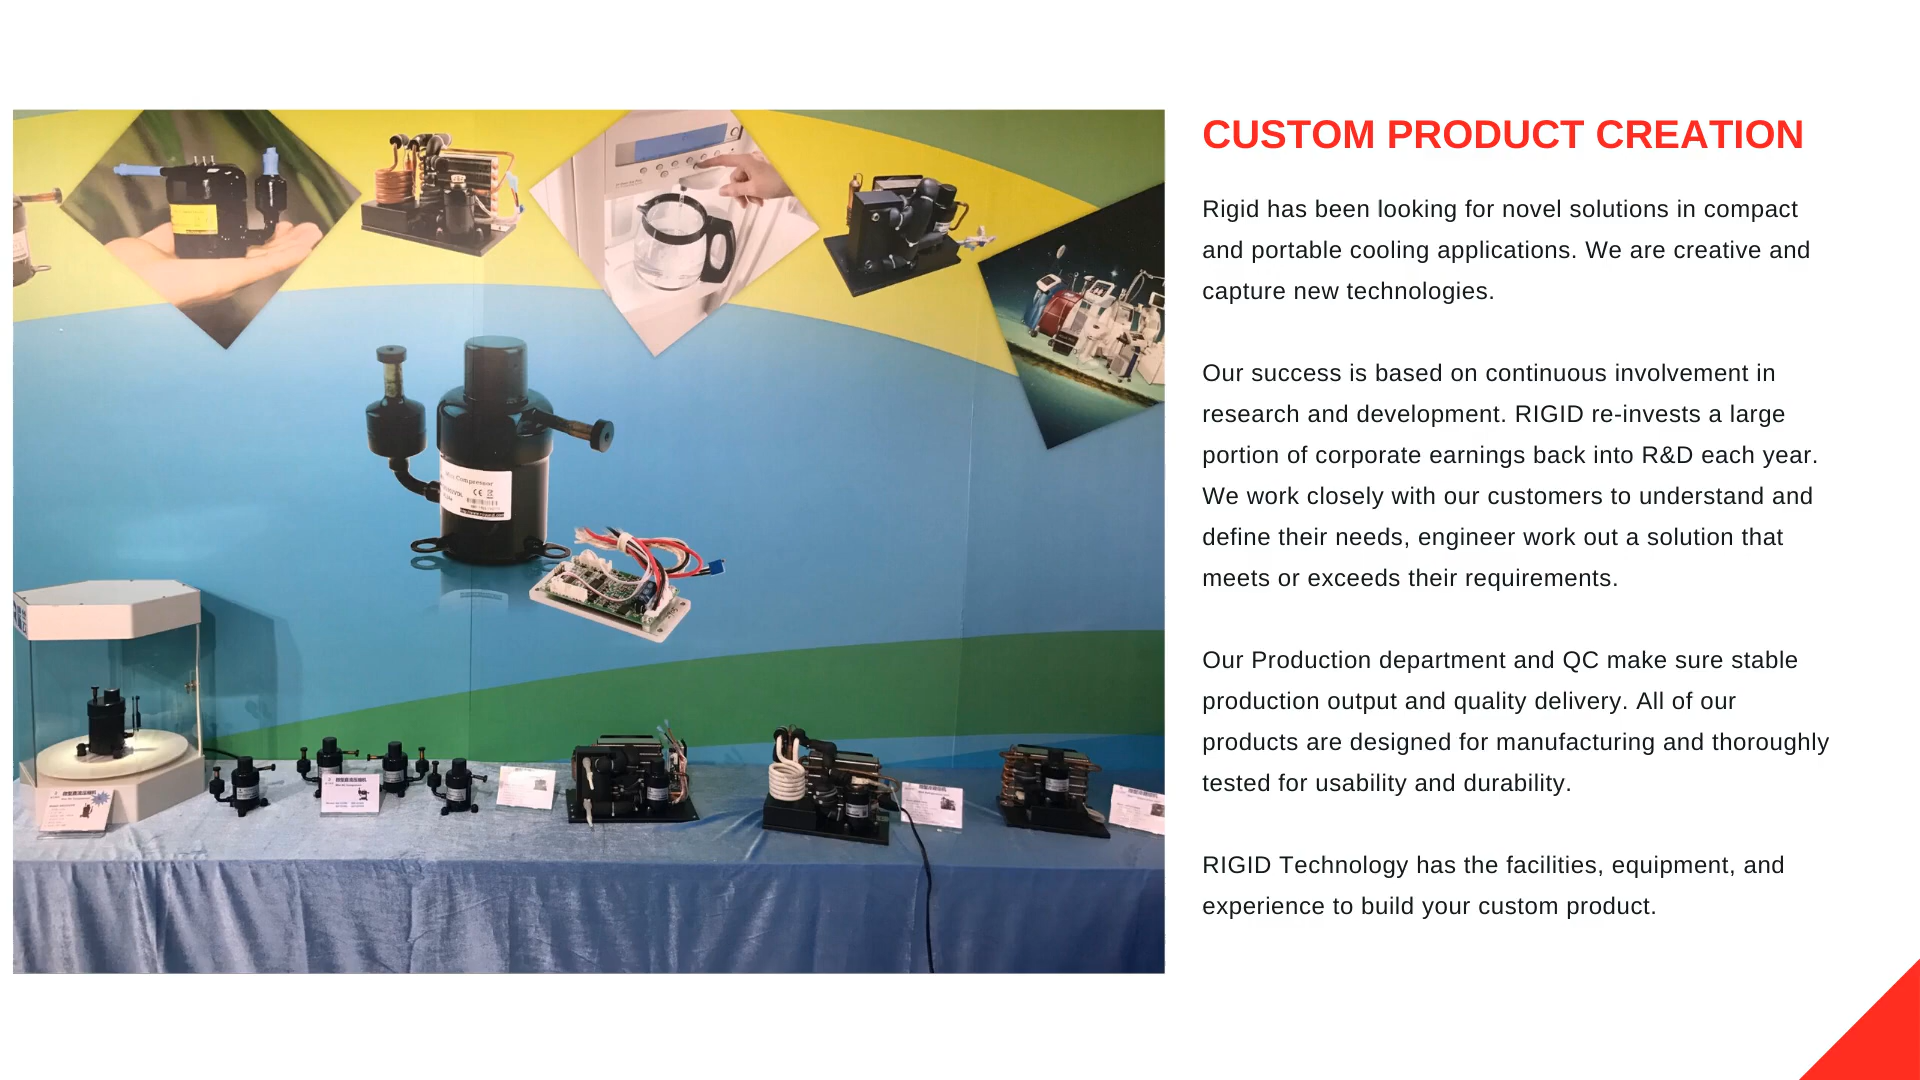 CUSTOM PRODUCT CREATION
Rigid has been looking for novel solutions in compact
and portable cooling applications. We are creative and
capture new technologies.
Our success is based on continuous involvement in
research and development. RIGID re-invests a large
portion of corporate earnings back into R&D each year.
We work closely with our customers to understand and
define their needs, engineer work out a solution that
meets or exceeds their requirements.
Our Production department and QC make sure stable
production output and quality delivery. All of our
products are designed for manufacturing and thoroughly
tested for usability and durability.
RIGID Technology has the facilities, equipment, and
experience to build your custom product.
Compressor
CE